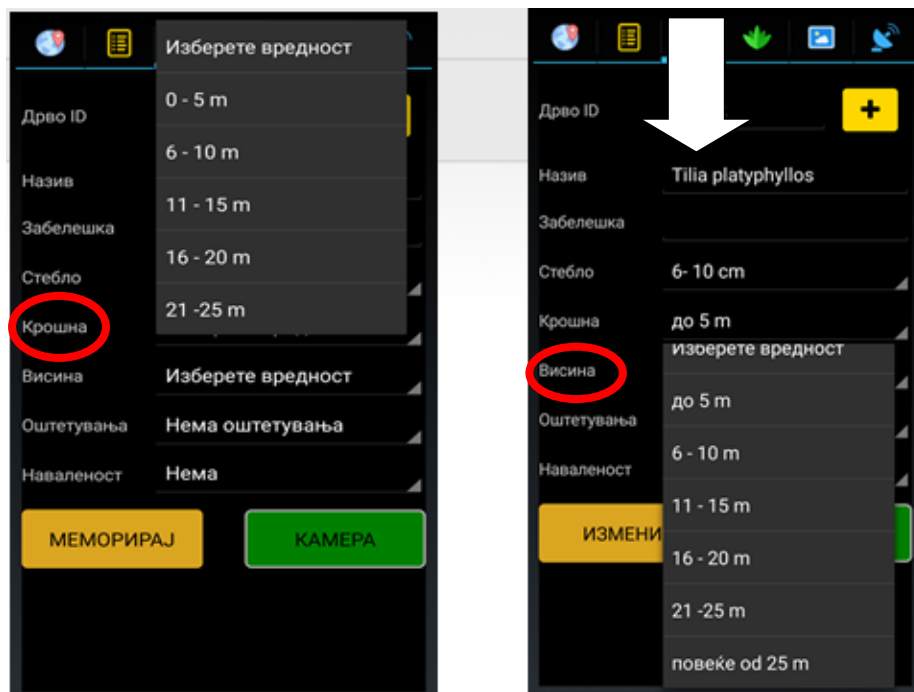 Изберете вредност
0 - 5 m
Дрво ID
6 - 10 m
Назив
11 - 15 m
Забелешка
16 - 20 m
Стебло
21 -25 m
Крошна
Висина Изберете вредност
Оштетувања Нема оштетувања
Наваленост Нема
МЕМОРИРАЈ КАМЕРА
Дрво ID +
Назив Tilia platyphyllos
Забелешка
Стебло 6- 10 cm
Крошна до 5 m
Изберете вредност
Висина
до 5 m
Оштетувања
6 - 10 m
Наваленост
11 - 15 m
ИЗМЕНИ
16 - 20 m
21 -25 m
повеќе od 25 m